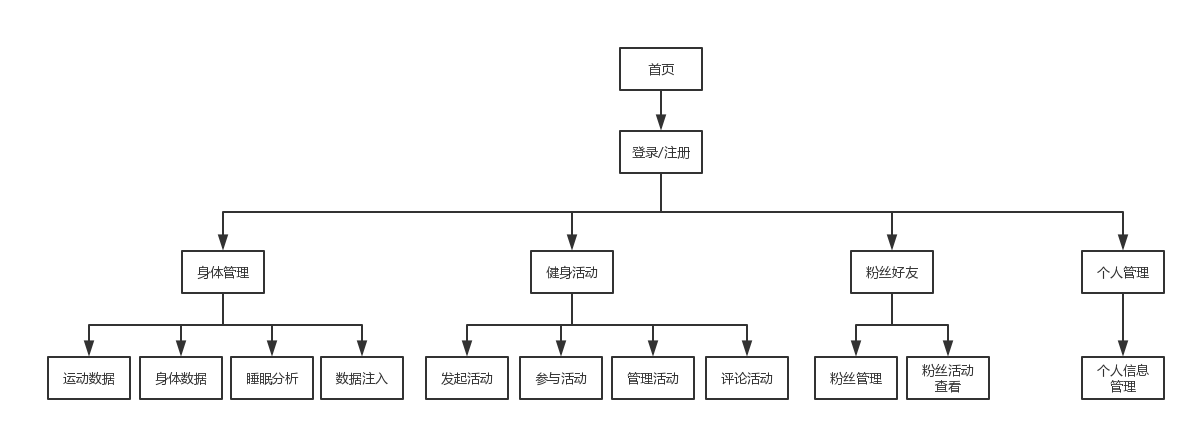 首页
登录/注册
身体管理
健身活动
粉丝好友
个人管理
运动数据
身体数据
睡眠分析
数据注入
发起活动
参与活动
管理活动
评论活动
粉丝管理
粉丝活动
查看
个人信息
管理